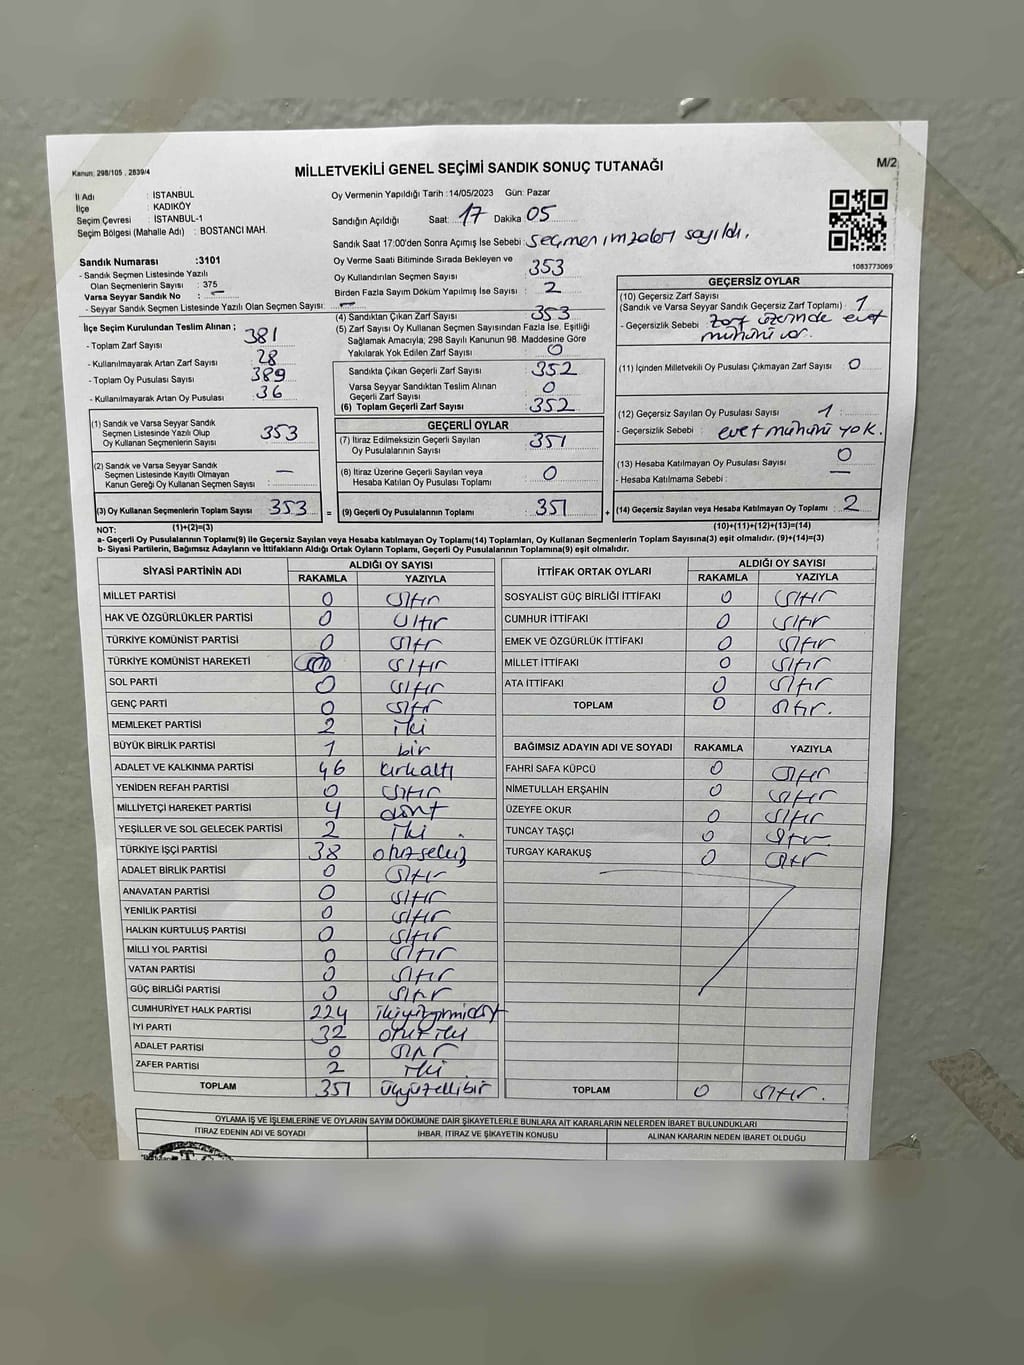 Kanun: 298/105 , 2839/4
MİLLETVEKİLİ GENEL SEÇİMİ SANDIK SONUÇ TUTANAĞI
M/2
İl Adı : İSTANBUL
İlçe : KADIKÖY
Seçim Çevresi : İSTANBUL-1
Seçim Bölgesi (Mahalle Adı) : BOSTANCI MAH.
Oy Vermenin Yapıldığı Tarih :14/05/2023 Gün: Pazar
Sandığın Açıldığı Saat: 17 Dakika 05
Sandık Saat 17:00'den Sonra Açımış İse Sebebi : Seçmen imzaları sayıldı.
1083773069
Sandık Numarası :3101
- Sandık Seçmen Listesinde Yazılı
Olan Seçmenlerin Sayısı : 375
Varsa Seyyar Sandık No : -
- Seyyar Sandık Seçmen Listesinde Yazılı Olan Seçmen Sayısı: -
Oy Verme Saati Bitiminde Sırada Bekleyen ve
Oy Kullandırılan Seçmen Sayısı : 353
Birden Fazla Sayım Döküm Yapılmış İse Sayısı : 2
İlçe Seçim Kurulundan Teslim Alınan ;
- Toplam Zarf Sayısı 381
- Kullanılmayarak Artan Zarf Sayısı 28
- Toplam Oy Pusulası Sayısı 389
- Kullanılmayarak Artan Oy Pusulası 36
(4) Sandıktan Çıkan Zarf Sayısı 353
(5) Zarf Sayısı Oy Kullanan Seçmen Sayısından Fazla İse, Eşitliği
Sağlamak Amacıyla, 298 Sayılı Kanunun 98. Maddesine Göre
Yakılarak Yok Edilen Zarf Sayısı : 0
Sandıkta Çıkan Geçerli Zarf Sayısı : 352
Varsa Seyyar Sandıktan Teslim Alınan
Geçerli Zarf Sayısı : 0
(6) Toplam Geçerli Zarf Sayısı : 352
GEÇERSİZ OYLAR
(10) Geçersiz Zarf Sayısı
(Sandık ve Varsa Seyyar Sandık Geçersiz Zarf Toplamı) : 1
- Geçersizlik Sebebi : Zarf üzerinde evet
mühürü var.
(11) İçinden Milletvekili Oy Pusulası Çıkmayan Zarf Sayısı : 0
(12) Geçersiz Sayılan Oy Pusulası Sayısı : 1
- Geçersizlik Sebebi : evet mühürü yok.
(13) Hesaba Katılmayan Oy Pusulası Sayısı : 0
- Hesaba Katılmama Sebebi : -
(14) Geçersiz Sayılan veya Hesaba Katılmayan Oy Toplamı : 2
(1) Sandık ve Varsa Seyyar Sandık
Seçmen Listesinde Yazılı Olup
Oy Kullanan Seçmenlerin Sayısı : 353
(2) Sandık ve Varsa Seyyar Sandık
Seçmen Listesinde Kayıtlı Olmayan
Kanun Gereği Oy Kullanan Seçmen Sayısı : -
(3) Oy Kullanan Seçmenlerin Toplam Sayısı : 353 =
GEÇERLİ OYLAR
(7) İtiraz Edilmeksizin Geçerli Sayılan
Oy Pusulalarının Sayısı : 351
(8) İtiraz Üzerine Geçerli Sayılan veya
Hesaba Katılan Oy Pusulası Toplamı : 0
(9) Geçerli Oy Pusulalarının Toplamı : 351 +
NOT: (1)+(2)=(3) (10)+(11)+(12)+(13)=(14)
a- Geçerli Oy Pusulalarının Toplamı(9) ile Geçersiz Sayılan veya Hesaba katılmayan Oy Toplamı(14) Toplamları, Oy Kullanan Seçmenlerin Toplam Sayısına(3) eşit olmalıdır. (9)+(14)=(3)
b- Siyasi Partilerin, Bağımsız Adayların ve İttifakların Aldığı Ortak Oyların Toplamı, Geçerli Oy Pusulalarının Toplamına(9) eşit olmalıdır.
SİYASİ PARTİNİN ADI ALDIĞI OY SAYISI
RAKAMLA YAZIYLA
MİLLET PARTİSİ 0 Sıfır
HAK VE ÖZGÜRLÜKLER PARTİSİ 0 Sıfır
TÜRKİYE KOMÜNİST PARTİSİ 0 Sıfır
TÜRKİYE KOMÜNİST HAREKETİ Sıfır
SOL PARTİ 0 Sıfır
GENÇ PARTİ 0 Sıfır
MEMLEKET PARTİSİ 2 iki
BÜYÜK BİRLİK PARTİSİ 1 bir
ADALET VE KALKINMA PARTİSİ 46 kırkaltı
YENİDEN REFAH PARTİSİ 0 Sıfır
MİLLİYETÇİ HAREKET PARTİSİ 4 dört
YEŞİLLER VE SOL GELECEK PARTİSİ 2 iki
TÜRKİYE İŞÇİ PARTİSİ 38 otuzsekiz
ADALET BİRLİK PARTİSİ 0 Sıfır
ANAVATAN PARTİSİ 0 Sıfır
YENİLİK PARTİSİ 0 Sıfır
HALKIN KURTULUŞ PARTİSİ 0 Sıfır
MİLLİ YOL PARTİSİ 0 Sıfır
VATAN PARTİSİ 0 Sıfır
GÜÇ BİRLİĞİ PARTİSİ 0 Sıfır
CUMHURİYET HALK PARTİSİ 224 ikiyüzyirmidört
İYİ PARTİ 32 otuz iki
ADALET PARTİSİ 0 Sıfır
ZAFER PARTİSİ 2 iki
TOPLAM 351 üçyüzellibir
İTTİFAK ORTAK OYLARI ALDIĞI OY SAYISI
RAKAMLA YAZIYLA
SOSYALIST GÜÇ BİRLİĞİ İTTİFAKI 0 Sıfır
CUMHUR İTTİFAKI 0 Sıfır
EMEK VE ÖZGÜRLÜK İTTİFAKI 0 Sıfır
MİLLET İTTİFAKI 0 Sıfır
ATA İTTİFAKI 0 Sıfır
TOPLAM 0 Sıfır.
BAĞIMSIZ ADAYIN ADI VE SOYADI RAKAMLA YAZIYLA
FAHRİ SAFA KÜPCÜ 0 Sıfır
NİMETULLAH ERŞAHİN 0 Sıfır
ÜZEYFE OKUR 0 Sıfır
TUNCAY TAŞÇI 0 Sıfır
TURGAY KARAKUŞ 0 Sıfır
TOPLAM 0 Sıfır.
OYLAMA İŞ VE İŞLEMLERİNE VE OYLARIN SAYIM DÖKÜMÜNE DAİR ŞİKAYETLERLE BUNLARA AİT KARARLARIN NELERDEN İBARET BULUNDUKLARI
İTİRAZ EDENİN ADI VE SOYADI İHBAR, İTİRAZ VE ŞİKAYETİN KONUSU ALINAN KARARIN NEDEN İBARET OLDUĞU